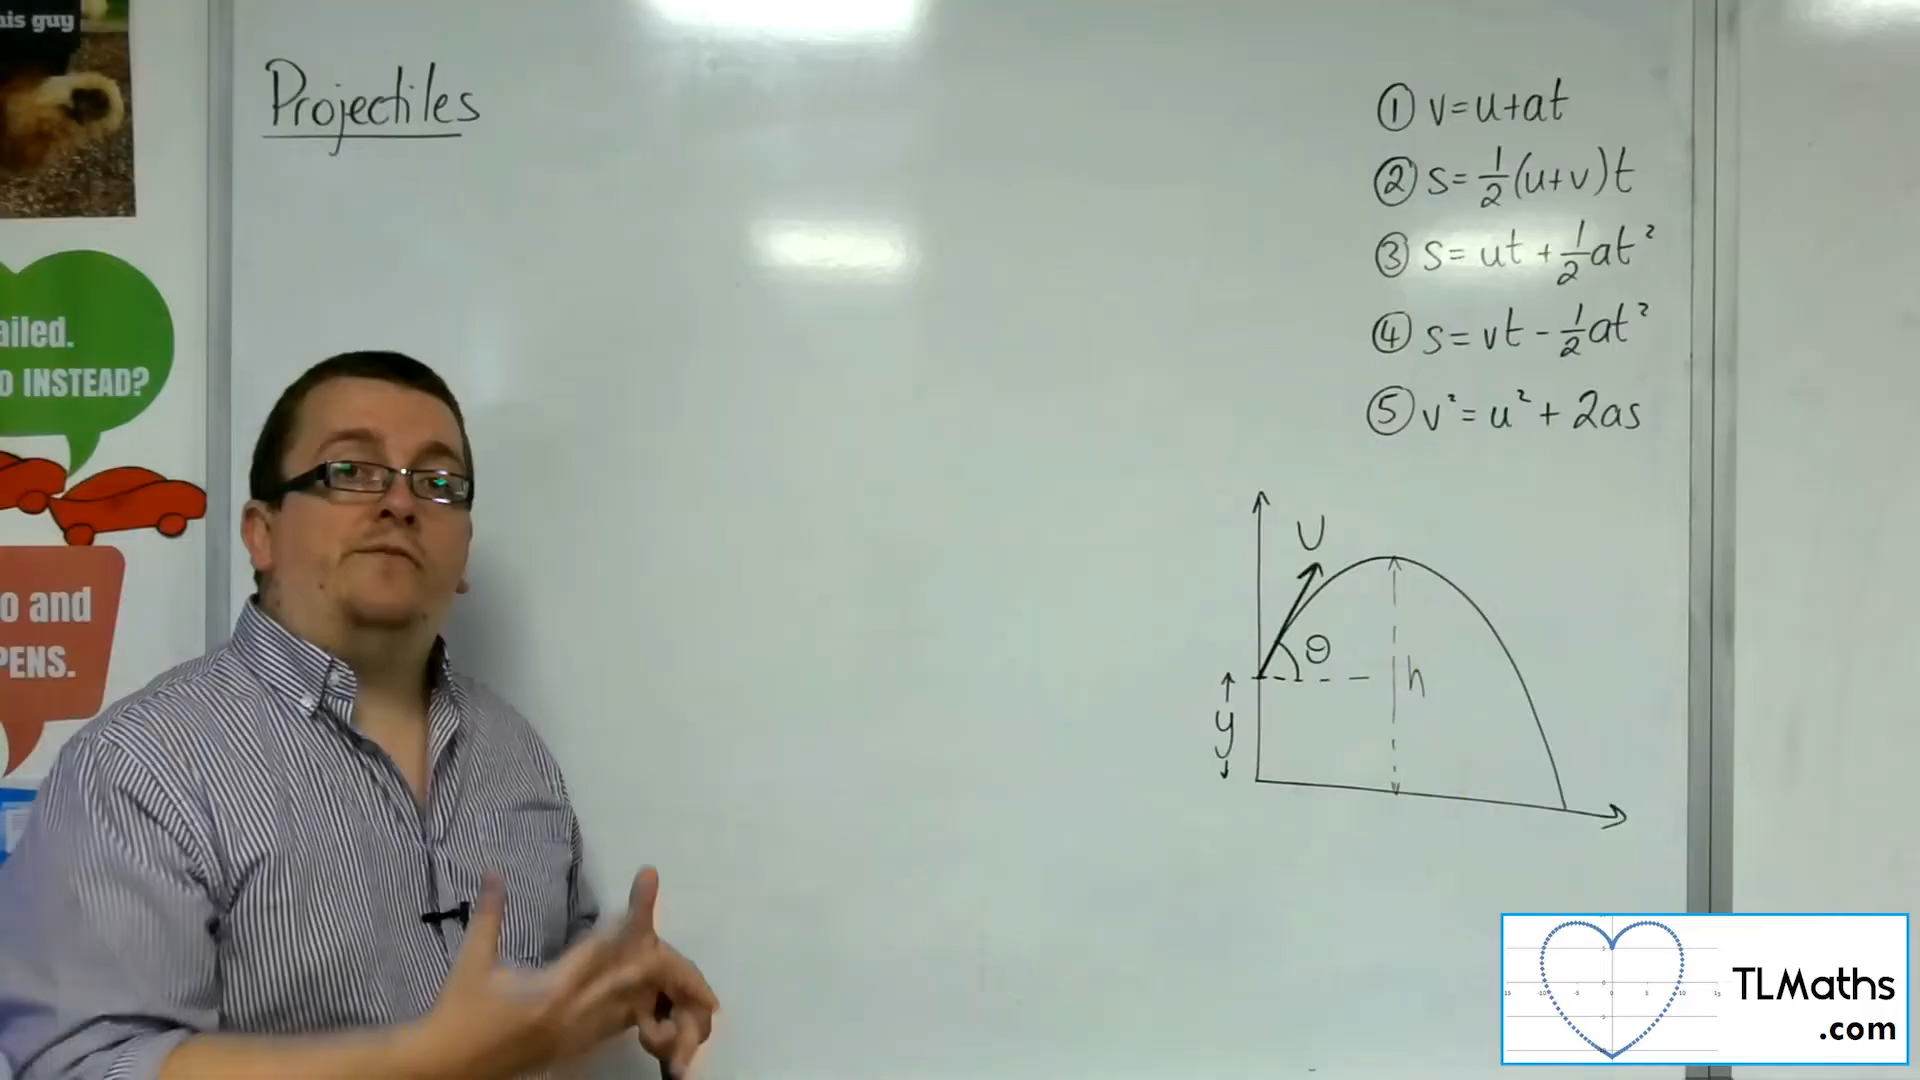 his guy
ailed.
O INSTEAD?
o and
PENS.
Projectiles
① v=u+at
② s=½(u+v)t
③ s=ut+½at²
④ s=vt-½at²
⑤ v²=u²+2as
U
θ
h
y
TLMaths
.com